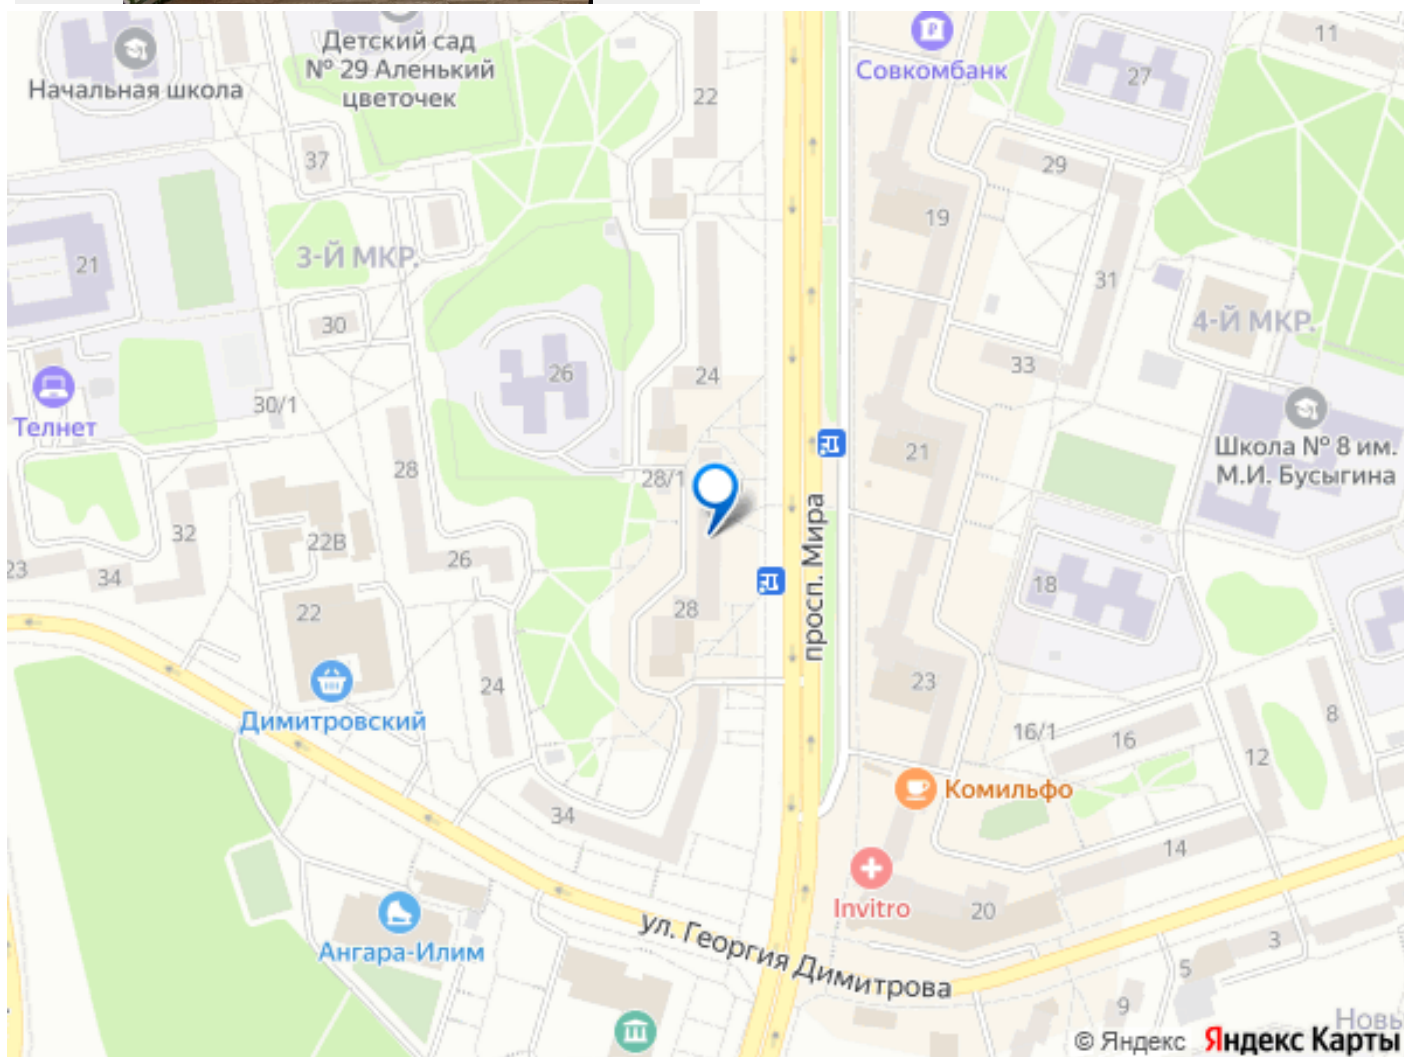 Детский сад
№ 29 Аленький
цветочек
Начальная школа
22
Совкомбанк
11
27
37
29
19
3-Й МКР.
21
31
30
4-Й МКР.
33
26
24
30/1
Телнет
28
28/1
21
Школа № 8 им.
М.И. Бусыгина
32
22В
26
23
34
просп. Мира
18
22
28
24
23
Димитровский
16/1
16
8
12
34
Комильфо
14
Invitro
20
Ангара-Илим
ул. Георгия Димитрова
3
5
9
Новы
© Яндекс Яндекс Карты